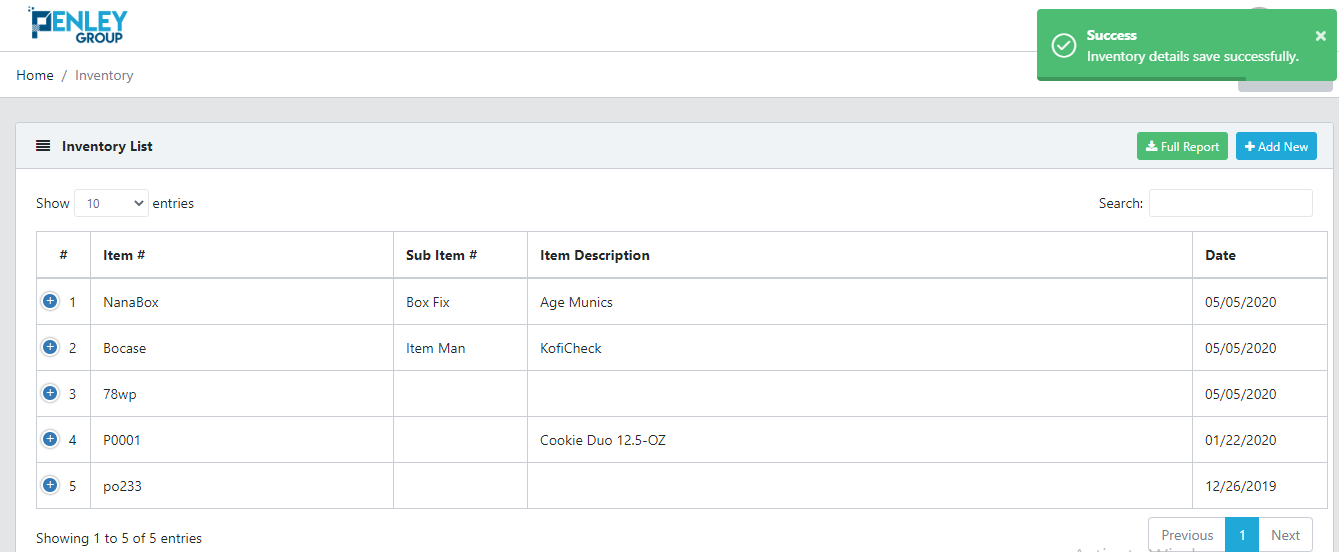 PENLEY
GROUP
Success
Inventory details save successfully.
Home / Inventory
Inventory List
Full Report
Add New
Show 10 entries
Search:
# Item # Sub Item # Item Description Date
1 NanaBox Box Fix Age Munics 05/05/2020
2 Bocase Item Man KofiCheck 05/05/2020
3 78wp 05/05/2020
4 P0001 Cookie Duo 12.5-OZ 01/22/2020
5 po233 12/26/2019
Showing 1 to 5 of 5 entries
Previous 1 Next